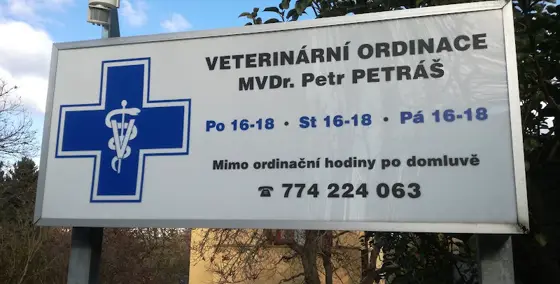 VETERINÁRNÍ ORDINACE
MVDr. Petr PETRÁŠ
Po 16-18 • St 16-18 • Pá 16-18
Mimo ordinační hodiny po domluvě
☎ 774 224 063